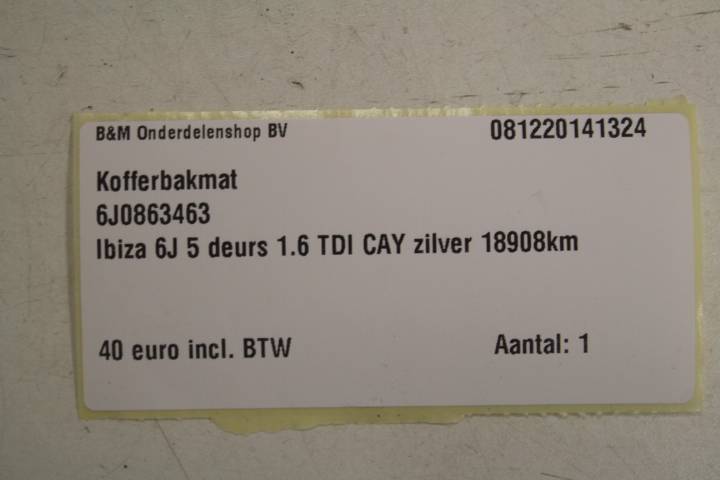 B&M Onderdelenshop BV 081220141324
Kofferbakmat
6J0863463
Ibiza 6J 5 deurs 1.6 TDI CAY zilver 18908km
40 euro incl. BTW Aantal: 1